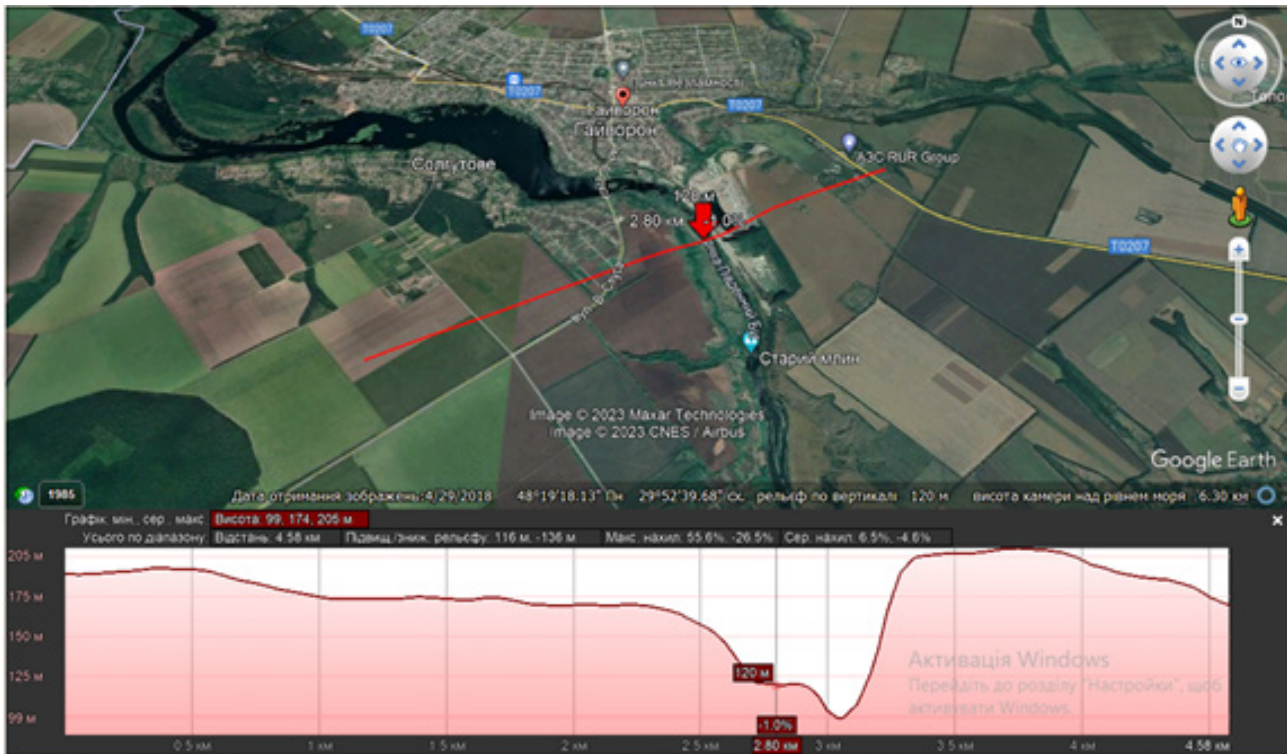 T0207
T0207
T0207
Гайворон
Гайворон
Солгутове
АЗС RUR Group
120 м
2.80 км -1.0%
T0207
Старий млин
Image © 2023 Maxar Technologies
Image © 2023 CNES / Airbus
Google Earth
N
1985
Дата отримання зображень:4/29/2018 48°19'18.13" Пн 29°52'39.68" сх. рельєф по вертикалі 120 м висота камери над рівнем моря 6.30 км
Графік: мін., сер., макс. Висота: 99, 174, 205 м
Усього по діапазону: Відстань: 4.58 км Підвищ./зниж. рельєфу: 116 м, -136 м Макс. нахил: 55.6%, -26.5% Сер. нахил: 6.5%, -4.6%
205 м
175 м
150 м
125 м
99 м
120 м
-1.0%
0.5 км 1 км 1.5 км 2 км 2.5 км 2.80 км 3 км 3.5 км 4 км 4.58 км
Активація Windows
Перейдіть до розділу "Настройки", щоб
активувати Windows.